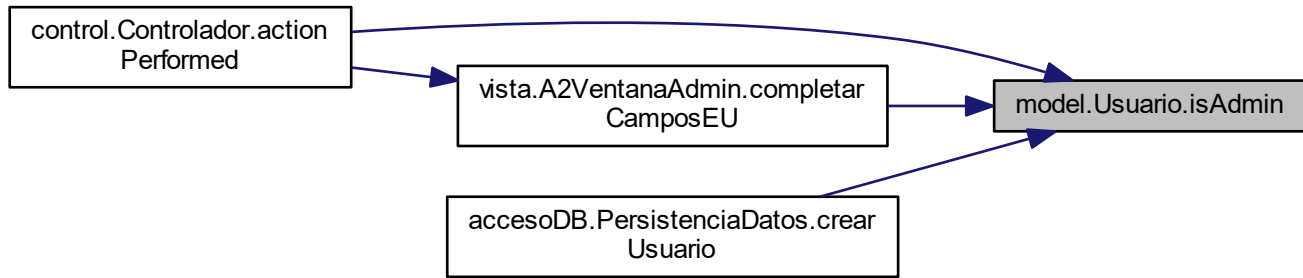 control.Controlador.action
Performed
vista.A2VentanaAdmin.completar
CamposEU
model.Usuario.isAdmin
accesoDB.PersistenciaDatos.crear
Usuario